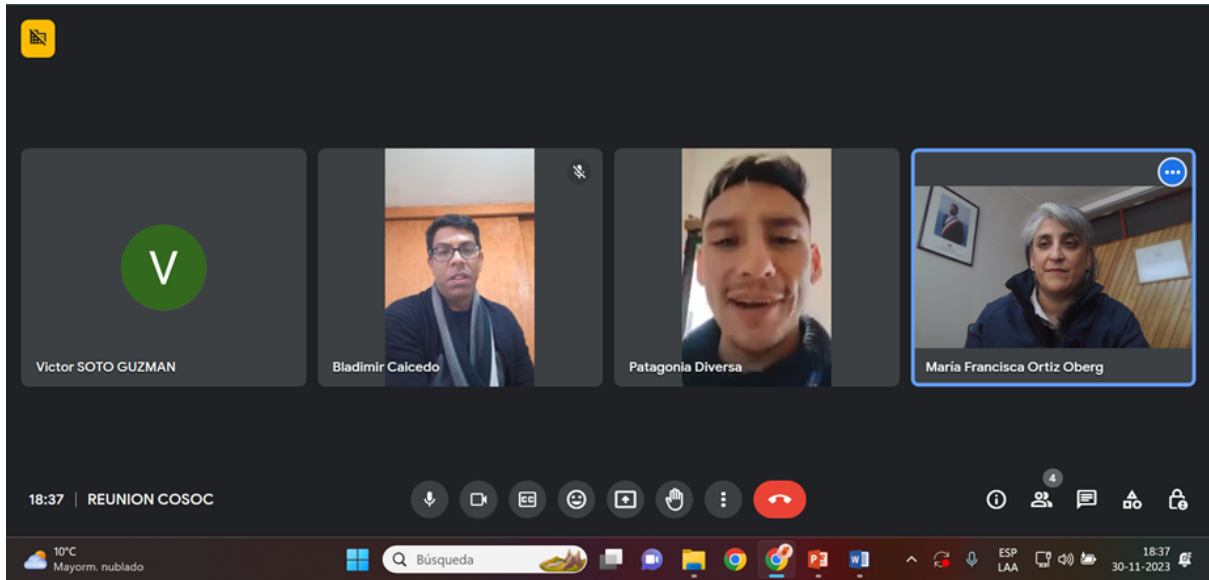 V
Victor SOTO GUZMAN
Bladimir Caicedo
Patagonia Diversa
María Francisca Ortiz Oberg
4
18:37 | REUNION COSOC
CC
10°C
Mayorm. nublado
Búsqueda
ESP
LAA
18:37
30-11-2023